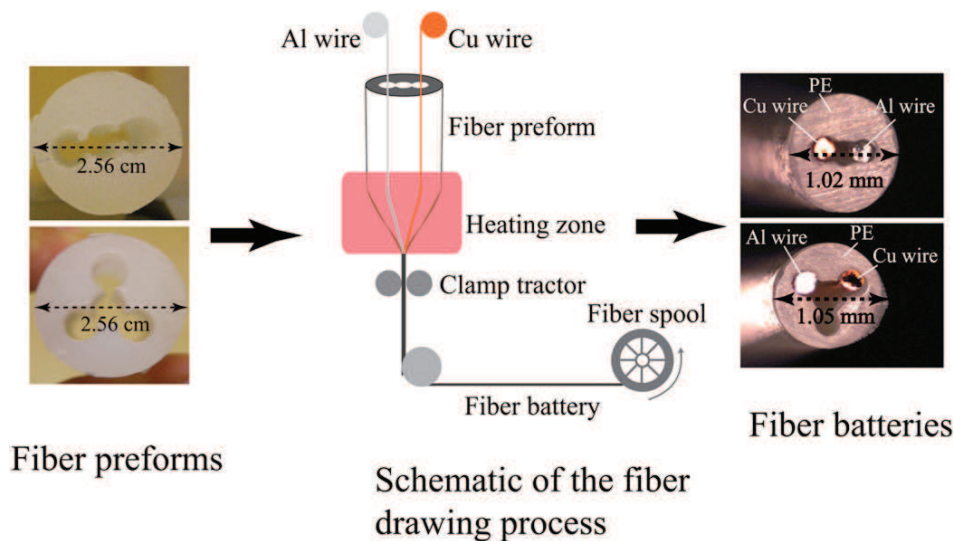 2.56 cm
2.56 cm
Fiber preforms
Al wire
Cu wire
Fiber preform
Heating zone
Clamp tractor
Fiber spool
Fiber battery
Schematic of the fiber
drawing process
PE
Cu wire
Al wire
1.02 mm
Al wire
PE
Cu wire
1.05 mm
Fiber batteries